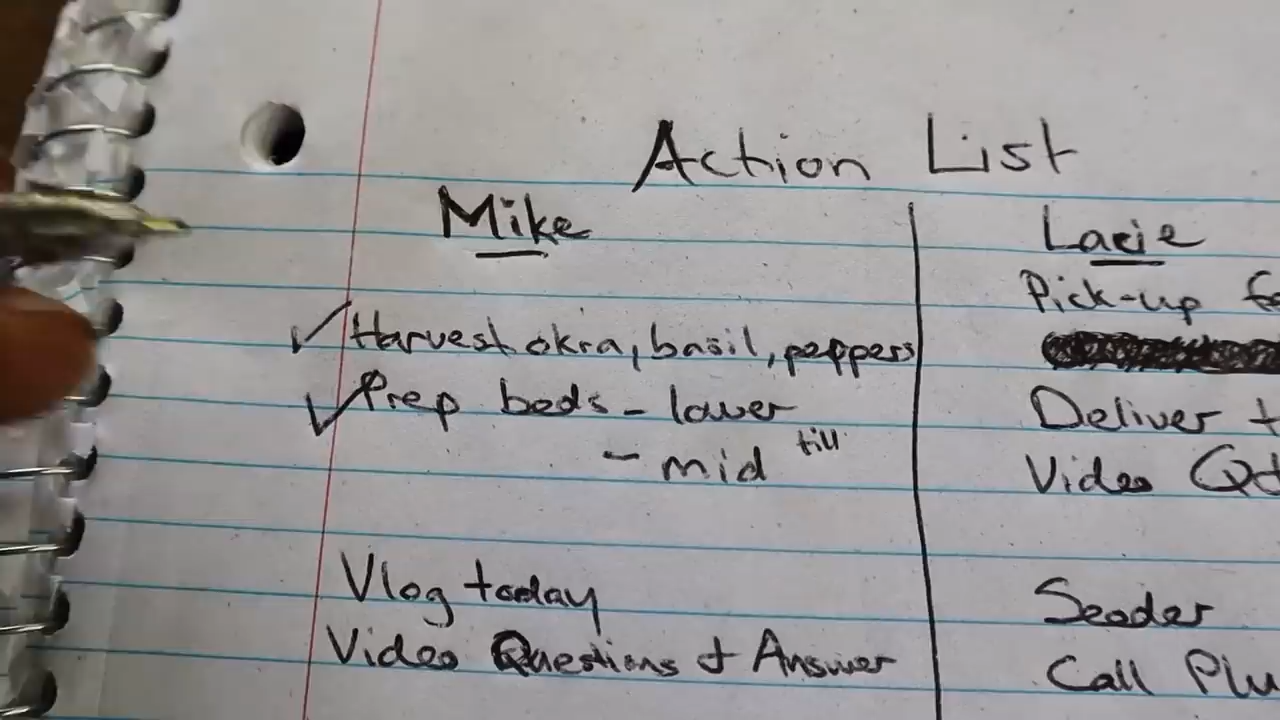 Action List
Mike
Harvest okra, basil, peppers
Prep beds - lower
- mid till
Vlog today
Video Questions + Answer
Lacie
Pick-up
Deliver
Video
Seeder
Call